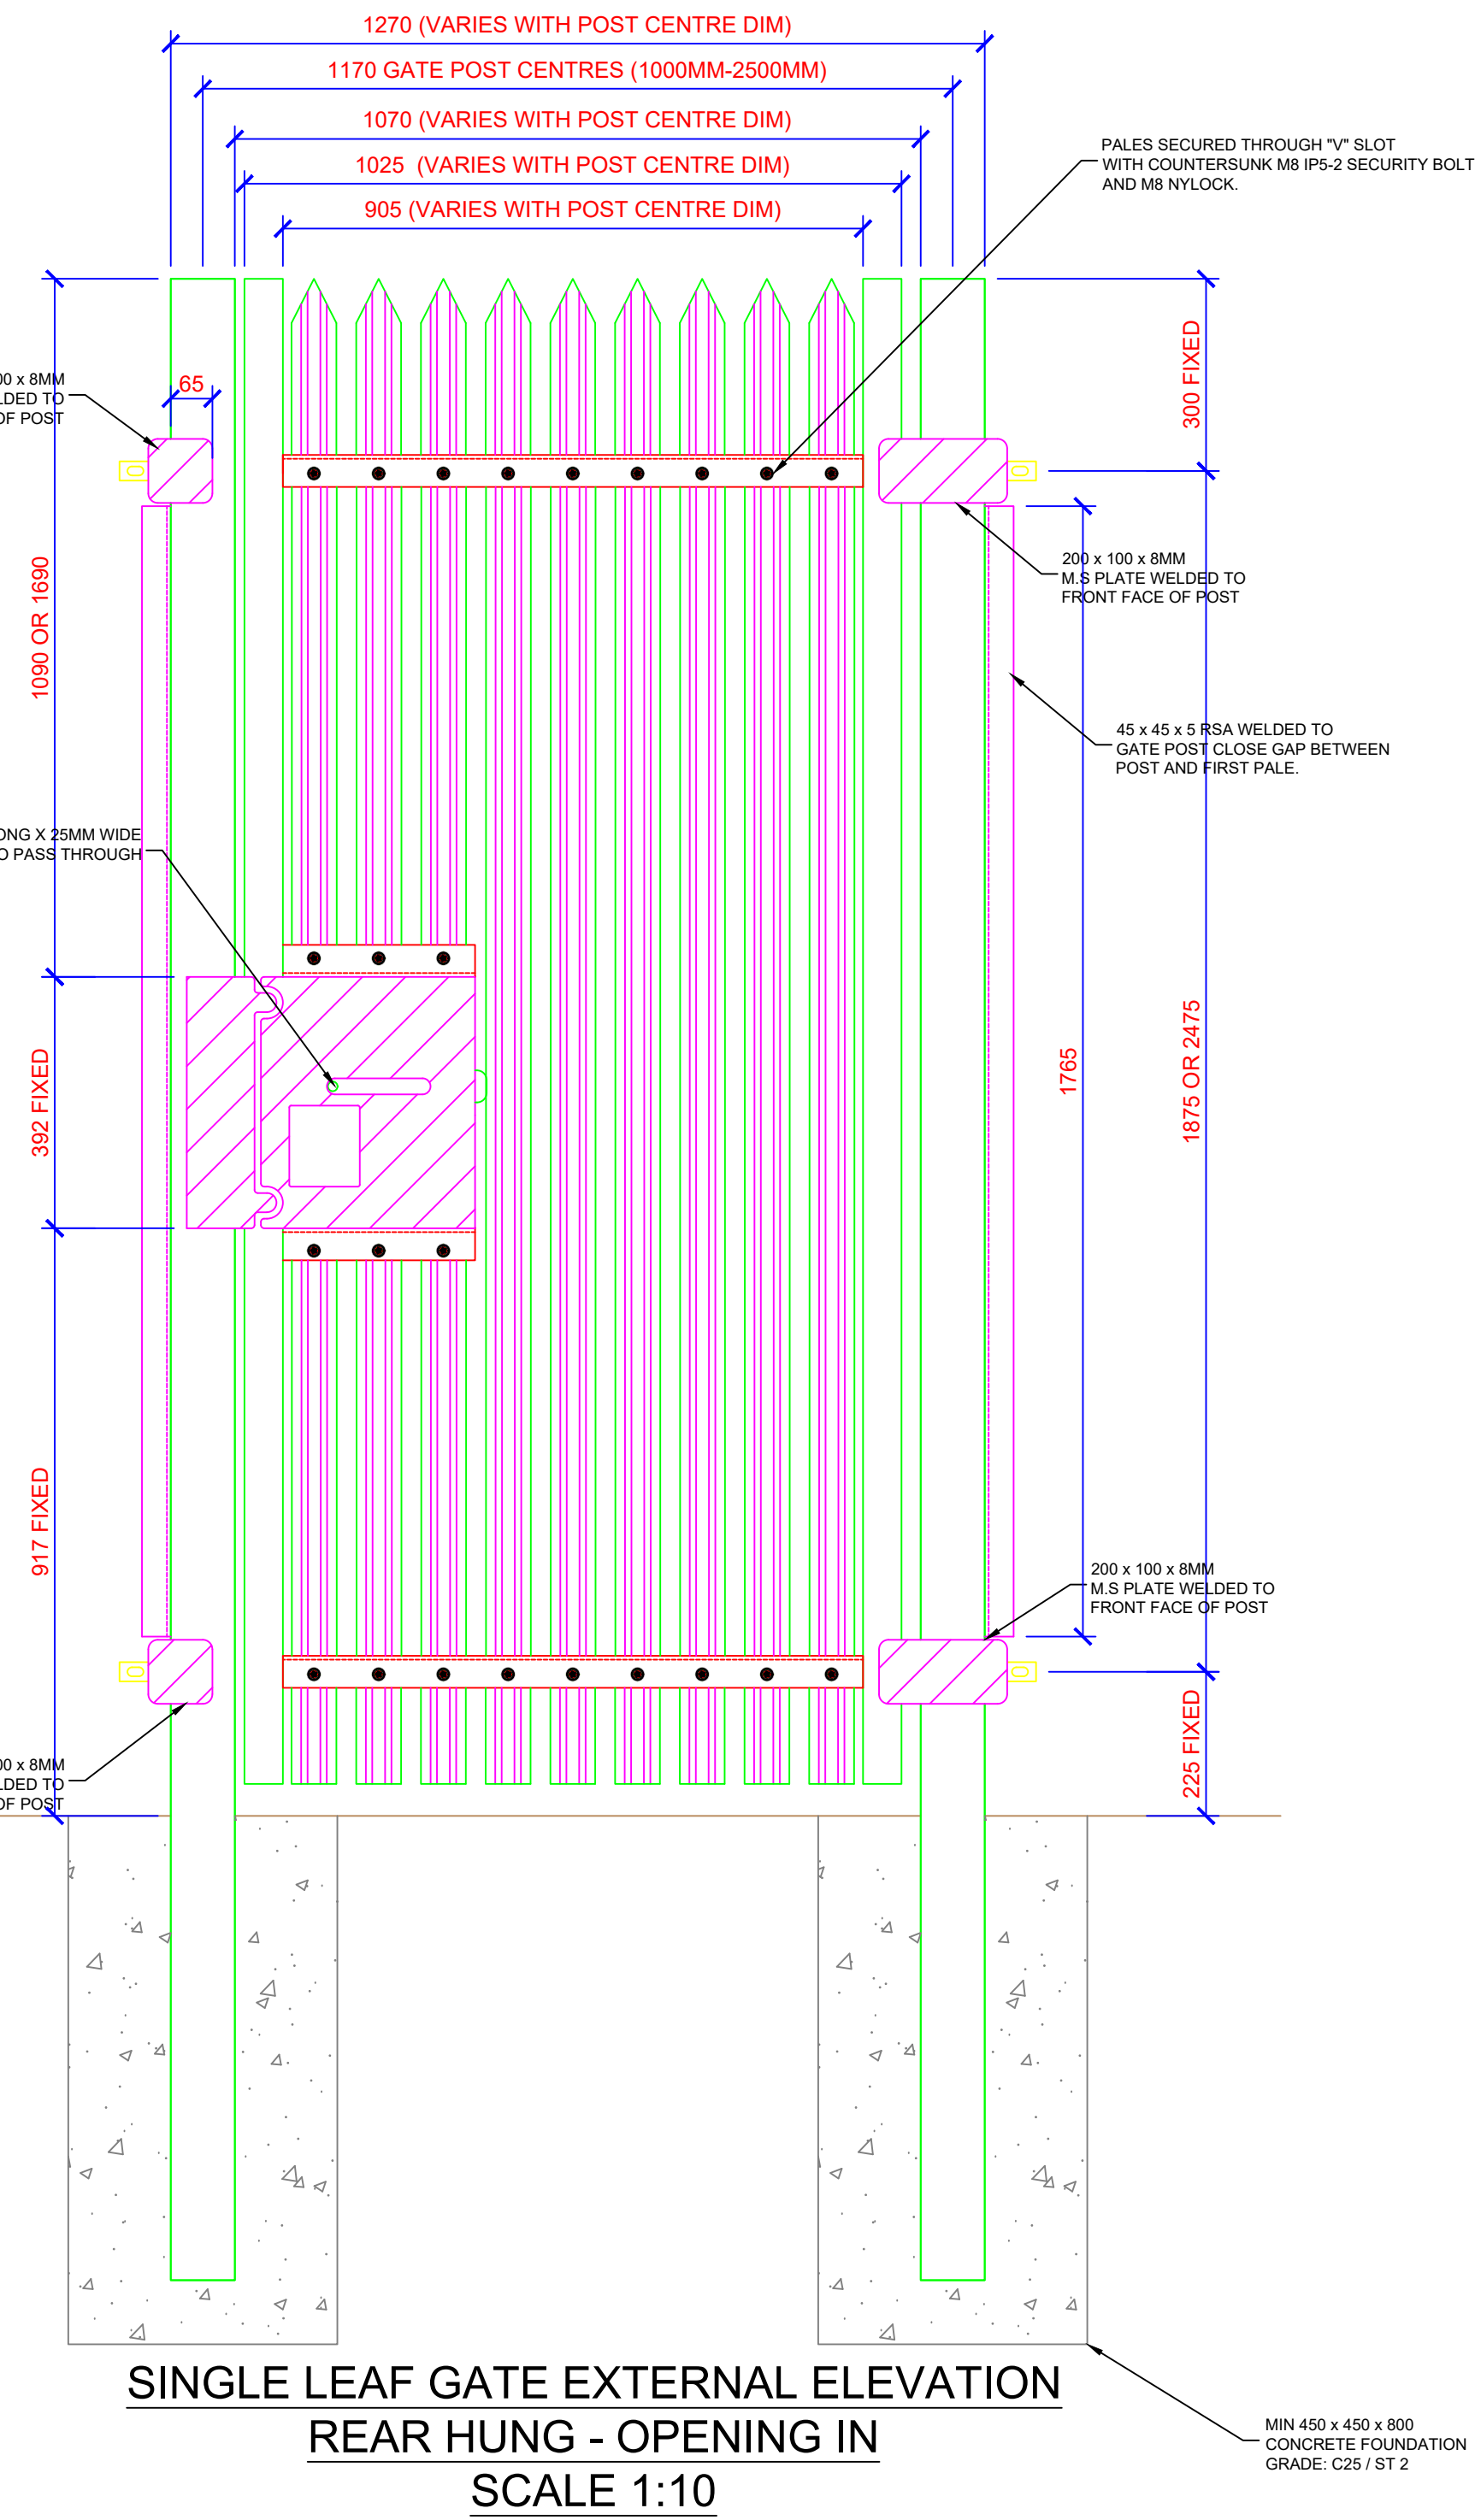 1270 (VARIES WITH POST CENTRE DIM)
1170 GATE POST CENTRES (1000MM-2500MM)
1070 (VARIES WITH POST CENTRE DIM)
1025 (VARIES WITH POST CENTRE DIM)
905 (VARIES WITH POST CENTRE DIM)
PALES SECURED THROUGH "V" SLOT
WITH COUNTERSUNK M8 IP5-2 SECURITY BOLT
AND M8 NYLOCK.
300 FIXED
x 8MM
TO
OF POST
65
200 x 100 x 8MM
M.S PLATE WELDED TO
FRONT FACE OF POST
1090 OR 1690
45 x 45 x 5 RSA WELDED TO
GATE POST CLOSE GAP BETWEEN
POST AND FIRST PALE.
X 25MM WIDE
PASS THROUGH
392 FIXED
1765
1875 OR 2475
917 FIXED
200 x 100 x 8MM
M.S PLATE WELDED TO
FRONT FACE OF POST
x 8MM
TO
OF POST
225 FIXED
SINGLE LEAF GATE EXTERNAL ELEVATION
REAR HUNG - OPENING IN
SCALE 1:10
MIN 450 x 450 x 800
CONCRETE FOUNDATION
GRADE: C25 / ST 2